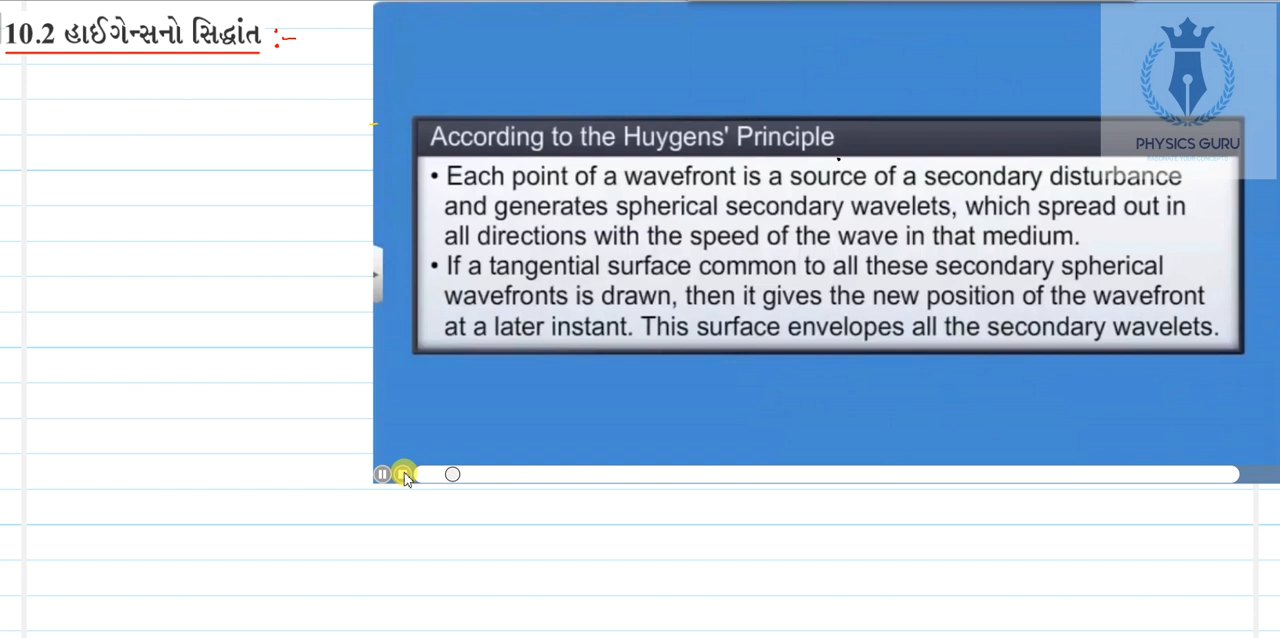 10.2 હાઈગેન્સનો સિદ્ધાંત :-
PHYSICS GURU
According to the Huygens' Principle
• Each point of a wavefront is a source of a secondary disturbance
and generates spherical secondary wavelets, which spread out in
all directions with the speed of the wave in that medium.
• If a tangential surface common to all these secondary spherical
wavefronts is drawn, then it gives the new position of the wavefront
at a later instant. This surface envelopes all the secondary wavelets.